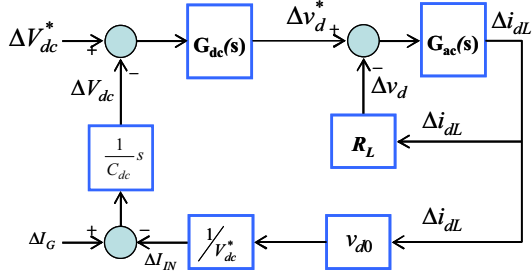 ΔV*dc + − G_dc(s) Δv*d + − G_ac(s) Δi_dL
ΔV_dc Δv_d
1/C_dc s R_L Δi_dL
ΔI_G + − ΔI_IN 1/V*dc v_d0 Δi_dL